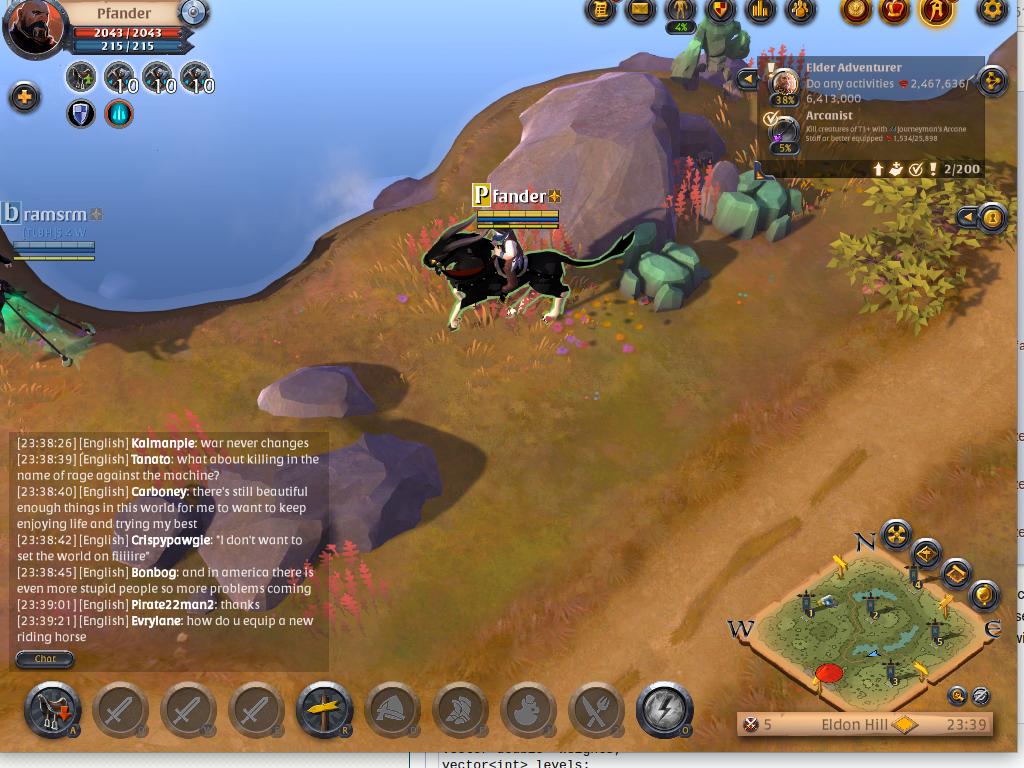 Pfander
2043 / 2043
215 / 215
10 10 10
4%
Elder Adventurer
Do any activities 2,467,636/
6,413,000
38%
Arcanist
Kill creatures of T3+ with Journeyman's Arcane
Staff or better equipped 1,534/25,898
5%
2/200
Pfander
bramsrm
[23:38:26] [English] Kalmanpie: war never changes
[23:38:39] [English] Tanato: what about killing in the
name of rage against the machine?
[23:38:40] [English] Carboney: there's still beautiful
enough things in this world for me to want to keep
enjoying life and trying my best
[23:38:42] [English] Crispypawgie: "I don't want to
set the world on fiiiiire"
[23:38:45] [English] Bonbog: and in america there is
even more stupid people so more problems coming
[23:39:01] [English] Pirate22man2: thanks
[23:39:21] [English] Evrylane: how do u equip a new
riding horse
Chat
N
W
E
1
2
3
4
5
A
R
5 Eldon Hill 23:39
vector<int> levels;